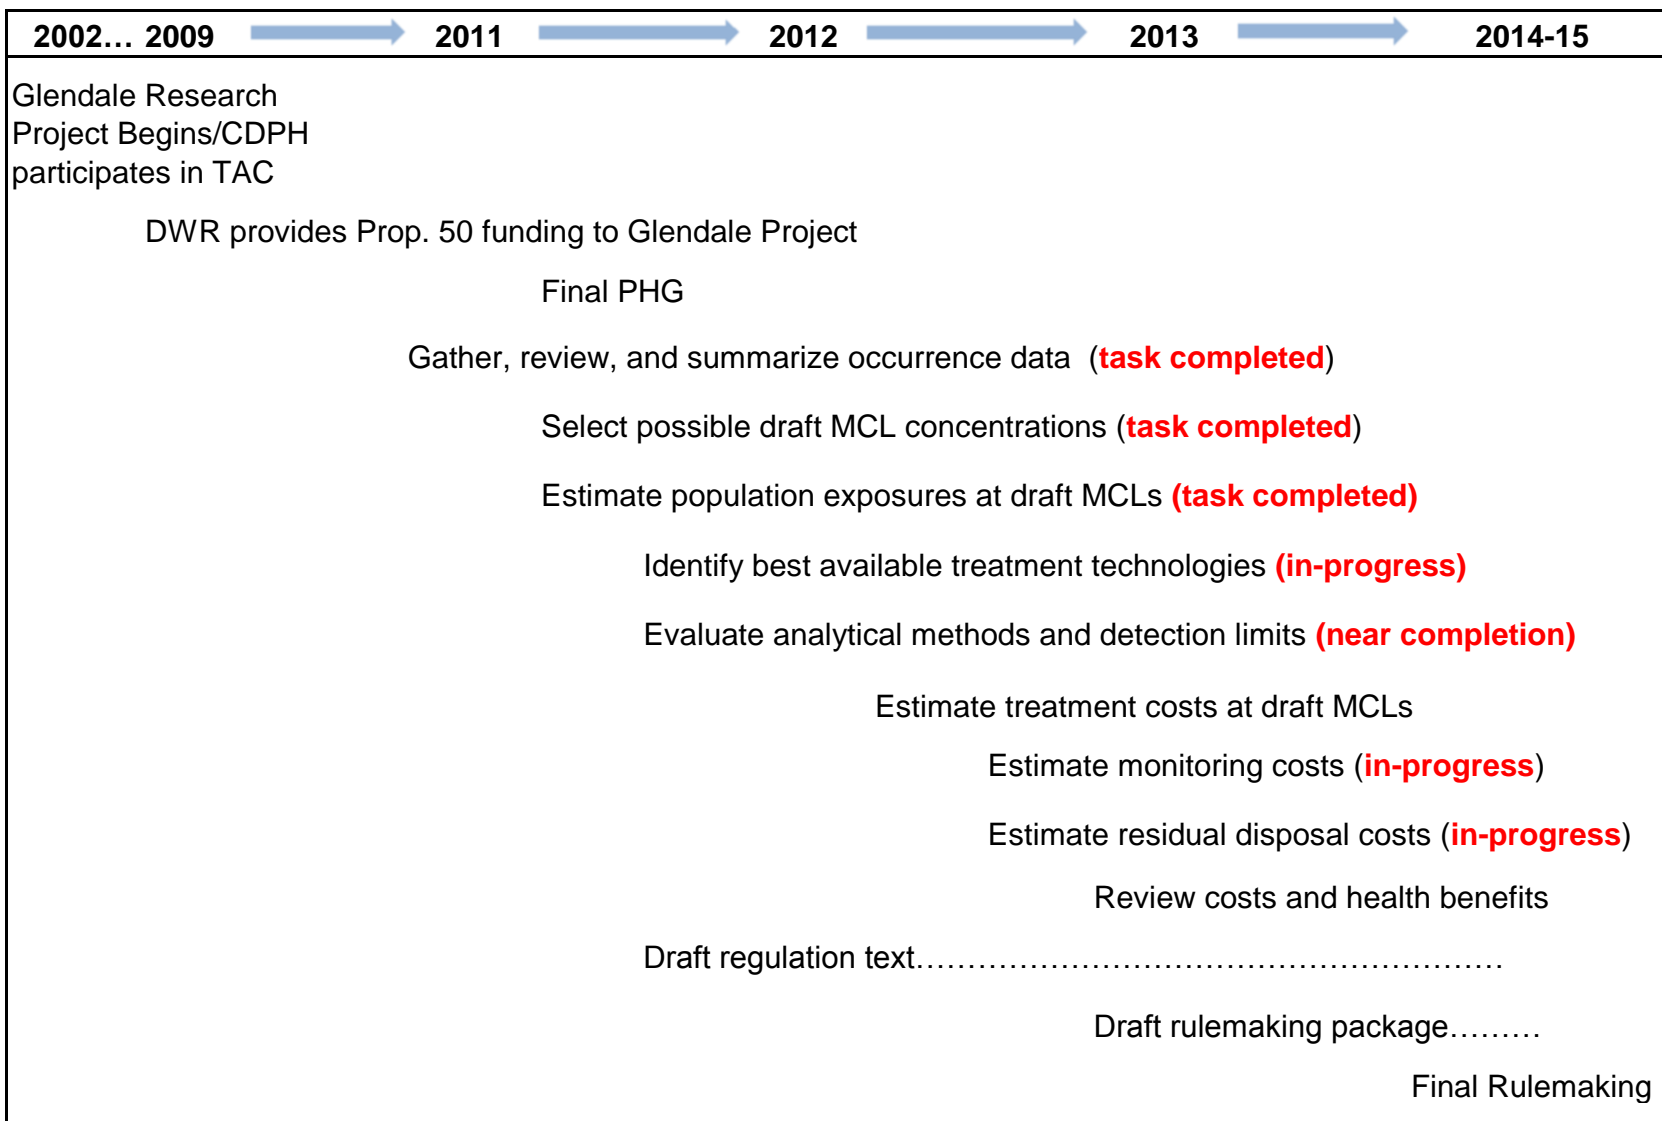 2002… 2009 2011 2012 2013 2014-15
Glendale Research
Project Begins/CDPH
participates in TAC
DWR provides Prop. 50 funding to Glendale Project
Final PHG
Gather, review, and summarize occurrence data (task completed)
Select possible draft MCL concentrations (task completed)
Estimate population exposures at draft MCLs (task completed)
Identify best available treatment technologies (in-progress)
Evaluate analytical methods and detection limits (near completion)
Estimate treatment costs at draft MCLs
Estimate monitoring costs (in-progress)
Estimate residual disposal costs (in-progress)
Review costs and health benefits
Draft regulation text…………………………………………………
Draft rulemaking package………
Final Rulemaking